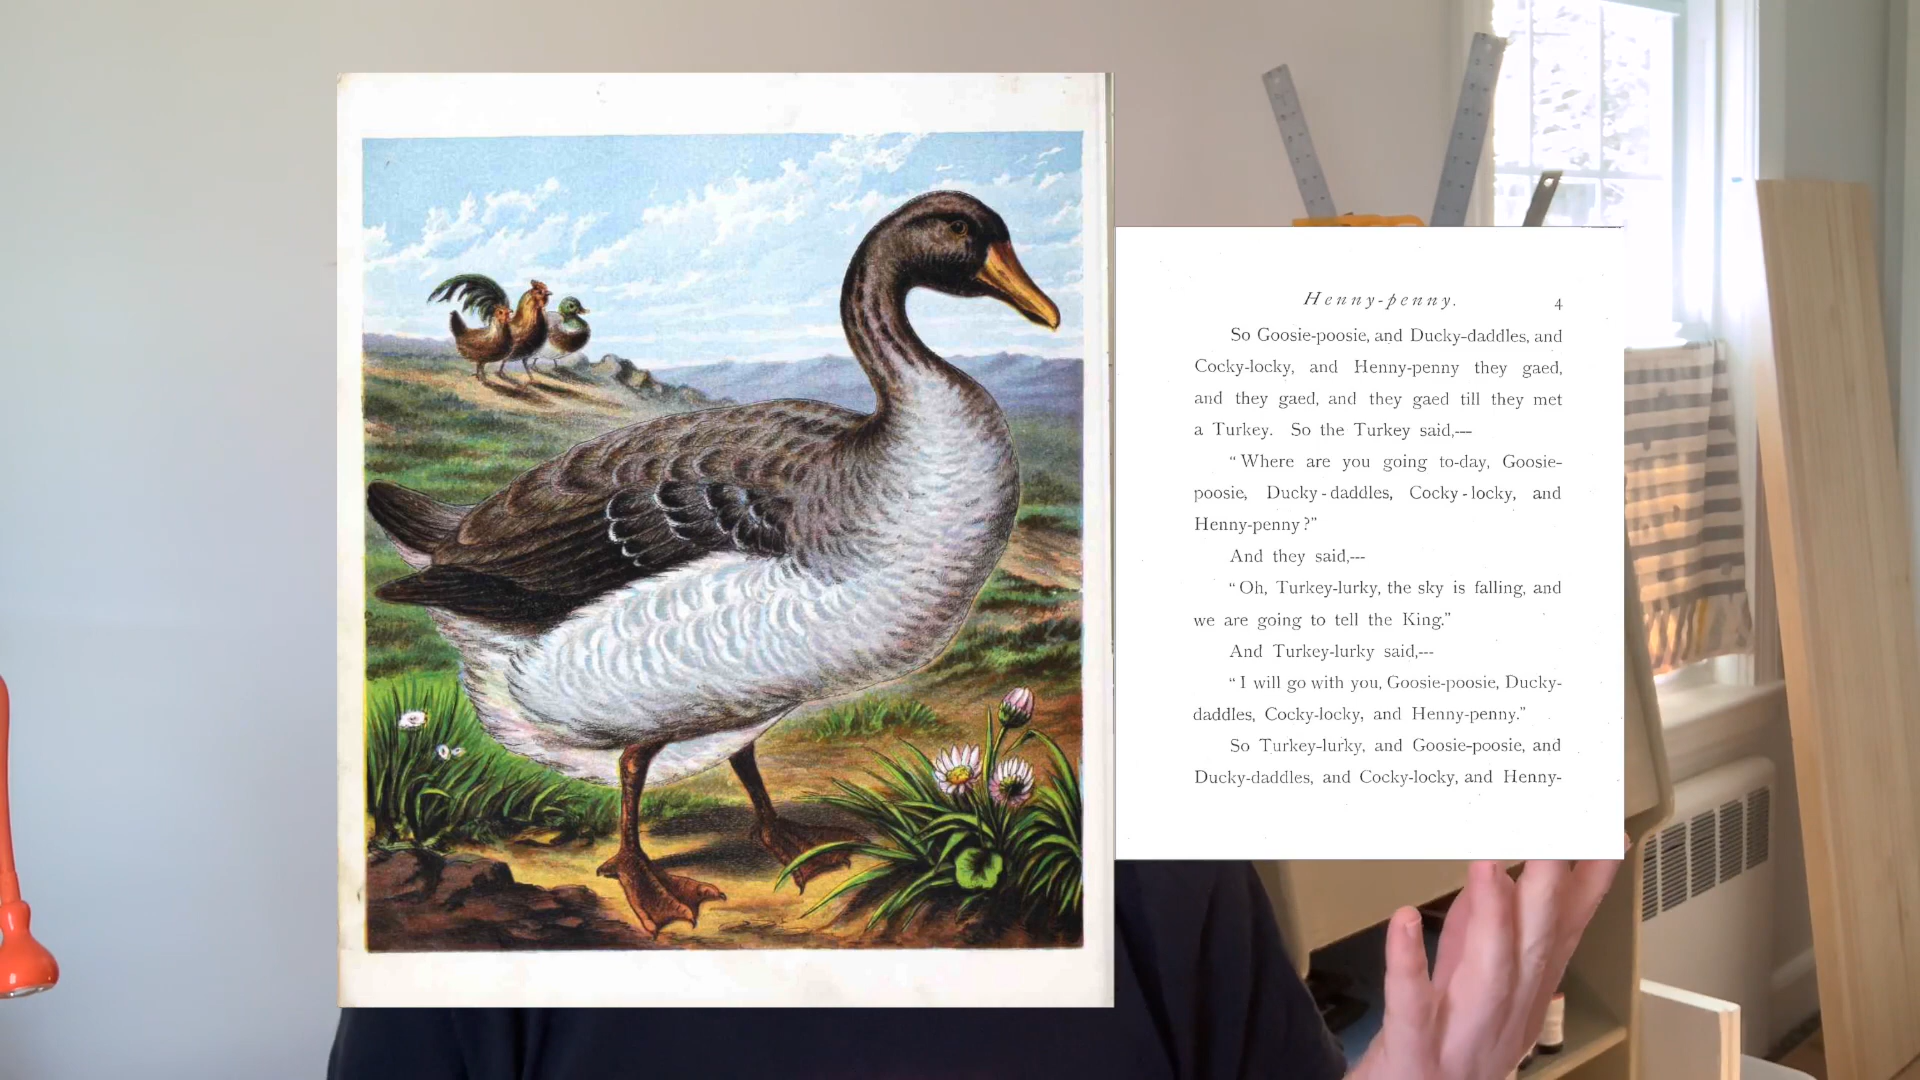 Henny-penny. 4
So Goosie-poosie, and Ducky-daddles, and
Cocky-locky, and Henny-penny they gaed,
and they gaed, and they gaed till they met
a Turkey. So the Turkey said,---
“Where are you going to-day, Goosie-
poosie, Ducky-daddles, Cocky-locky, and
Henny-penny?”
And they said,---
“Oh, Turkey-lurky, the sky is falling, and
we are going to tell the King.”
And Turkey-lurky said,---
“I will go with you, Goosie-poosie, Ducky-
daddles, Cocky-locky, and Henny-penny.”
So Turkey-lurky, and Goosie-poosie, and
Ducky-daddles, and Cocky-locky, and Henny-